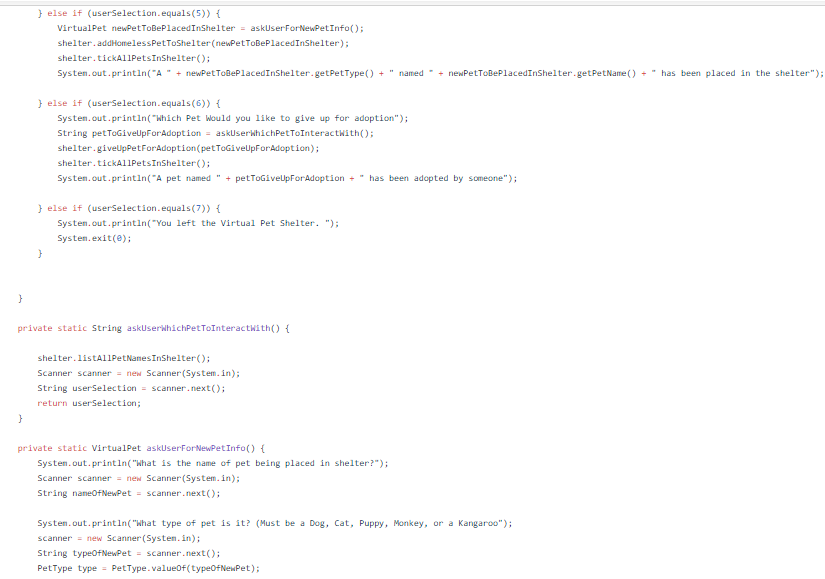 } else if (userSelection.equals(5)) {
VirtualPet newPetToBePlacedInShelter = askUserForNewPetInfo();
shelter.addHomelessPetToShelter(newPetToBePlacedInShelter);
shelter.tickAllPetsInShelter();
System.out.println("A " + newPetToBePlacedInShelter.getPetType() + " named " + newPetToBePlacedInShelter.getPetName() + " has been placed in the shelter");
} else if (userSelection.equals(6)) {
System.out.println("Which Pet Would you like to give up for adoption");
String petToGiveUpForAdoption = askUserWhichPetToInteractWith();
shelter.giveUpPetForAdoption(petToGiveUpForAdoption);
shelter.tickAllPetsInShelter();
System.out.println("A pet named " + petToGiveUpForAdoption + " has been adopted by someone");
} else if (userSelection.equals(7)) {
System.out.println("You left the Virtual Pet Shelter. ");
System.exit(0);
}
}
private static String askUserWhichPetToInteractWith() {
shelter.listAllPetNamesInShelter();
Scanner scanner = new Scanner(System.in);
String userSelection = scanner.next();
return userSelection;
}
private static VirtualPet askUserForNewPetInfo() {
System.out.println("What is the name of pet being placed in shelter?");
Scanner scanner = new Scanner(System.in);
String nameOfNewPet = scanner.next();
System.out.println("What type of pet is it? (Must be a Dog, Cat, Puppy, Monkey, or a Kangaroo");
scanner = new Scanner(System.in);
String typeOfNewPet = scanner.next();
PetType type = PetType.valueOf(typeOfNewPet);